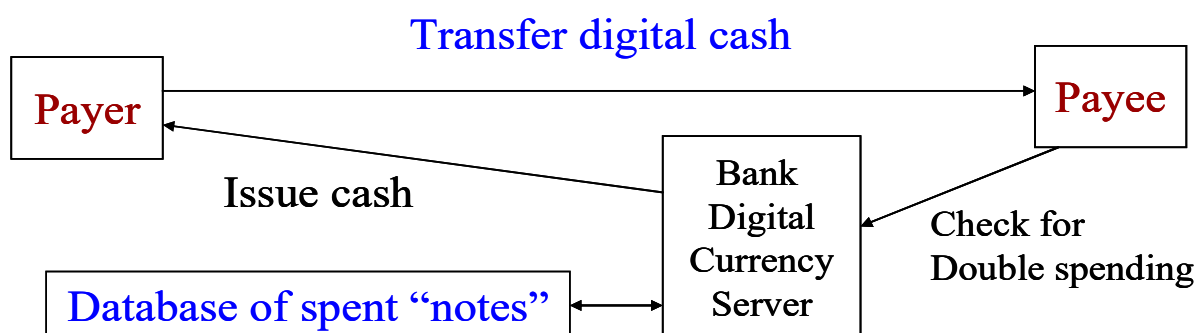 Transfer digital cash
Payer
Payee
Issue cash
Bank
Digital
Currency
Server
Check for
Double spending
Database of spent “notes”